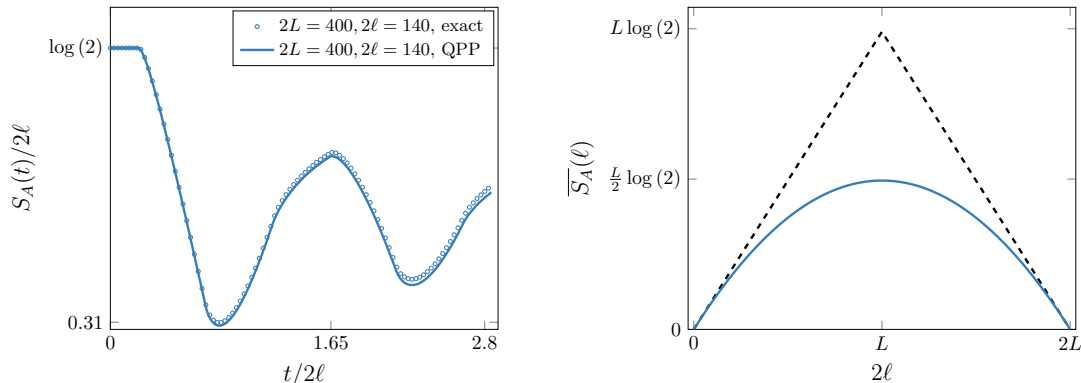 2L = 400, 2ℓ = 140, exact
2L = 400, 2ℓ = 140, QPP
log (2)
0.31
S_A(t)/2ℓ
0
1.65
2.8
t/2ℓ
L log (2)
\frac{L}{2} log (2)
0
\overline{S_A}(ℓ)
0
L
2L
2ℓ